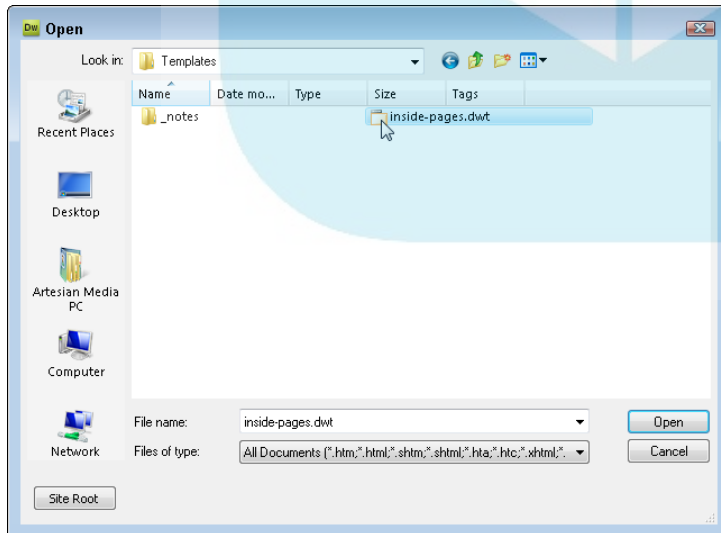 Dw Open
Look in: Templates
Name Date mo... Type Size Tags
_notes inside-pages.dwt
Recent Places
Desktop
Artesian Media
PC
Computer
Network
File name: inside-pages.dwt Open
Files of type: All Documents (*.htm;*.html;*.shtm;*.shtml;*.hta;*.htc;*.xhtml;*. Cancel
Site Root